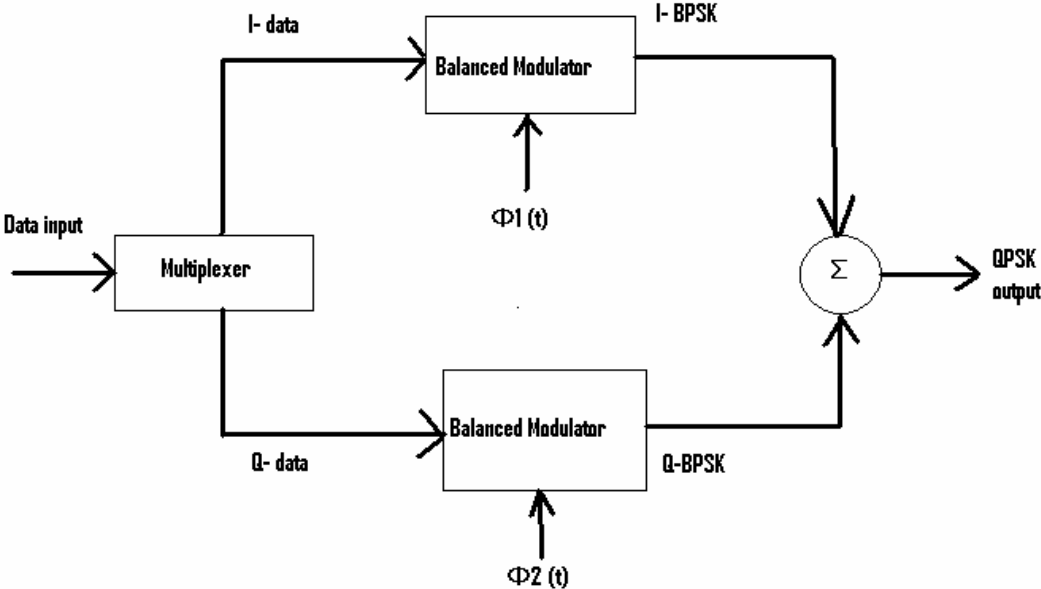 I- data
I- BPSK
Balanced Modulator
Φ1 (t)
Data input
Multiplexer
Σ
QPSK
output
Balanced Modulator
Q- data
Q-BPSK
Φ2 (t)